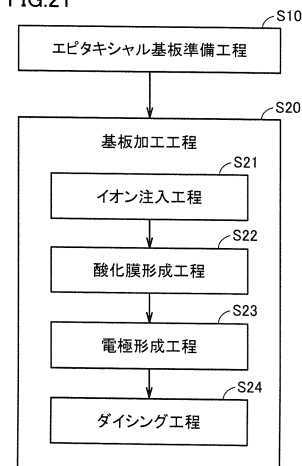 FIG.21
S10
エピタキシャル基板準備工程
S20
基板加工工程
S21
イオン注入工程
S22
酸化膜形成工程
S23
電極形成工程
S24
ダイシング工程